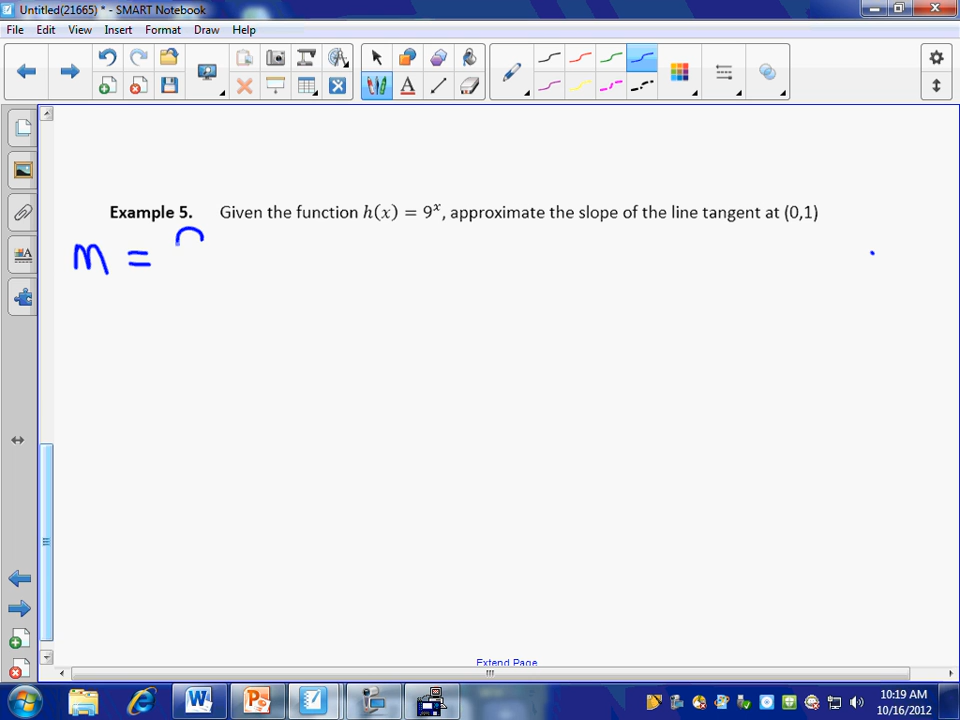 Untitled(21665) * - SMART Notebook
File Edit View Insert Format Draw Help
Example 5. Given the function h(x) = 9ˣ, approximate the slope of the line tangent at (0,1)
m =
Extend Page
10:19 AM
10/16/2012